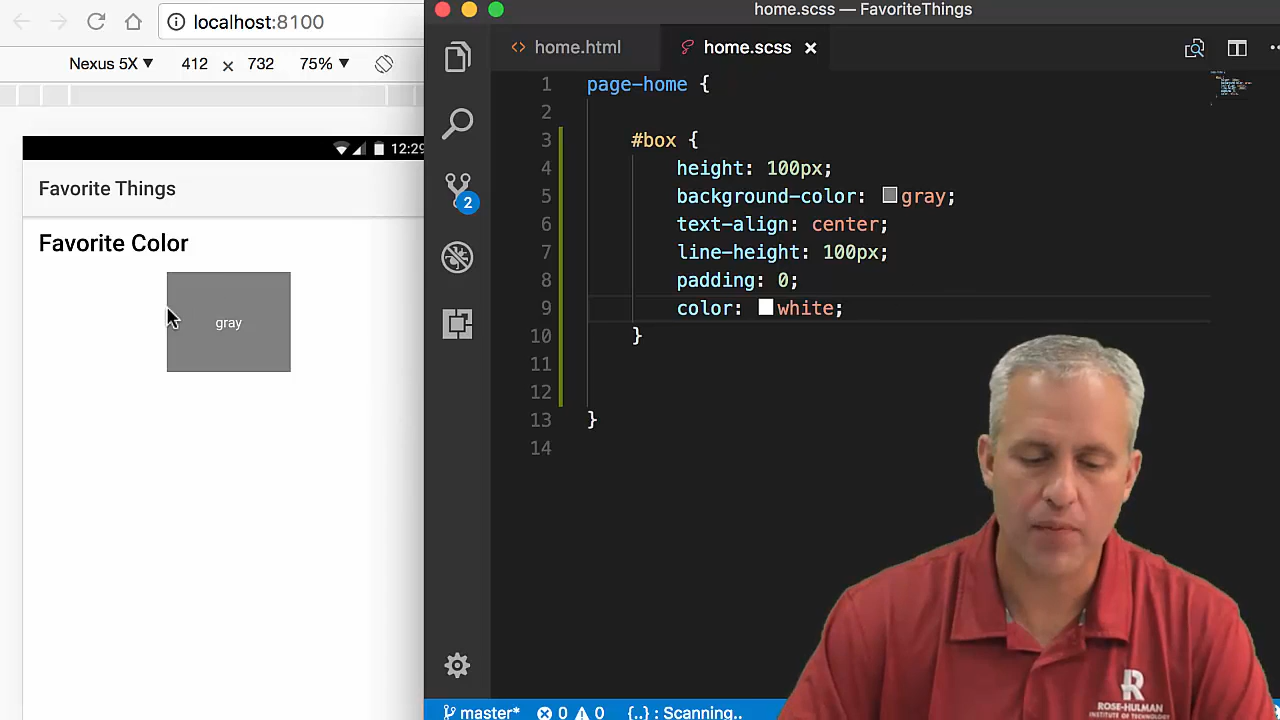 localhost:8100
Nexus 5X ▼ 412 × 732 75% ▼
12:29
Favorite Things
Favorite Color
gray
home.scss — FavoriteThings
home.html
home.scss ×
1 page-home {
2
3 #box {
4 height: 100px;
5 background-color: gray;
6 text-align: center;
7 line-height: 100px;
8 padding: 0;
9 color: white;
10 }
11
12
13 }
14
2
master* 0 0 {..} : Scanning..
R
ROSE-HULMAN
INSTITUTE OF TECHNOLOGY